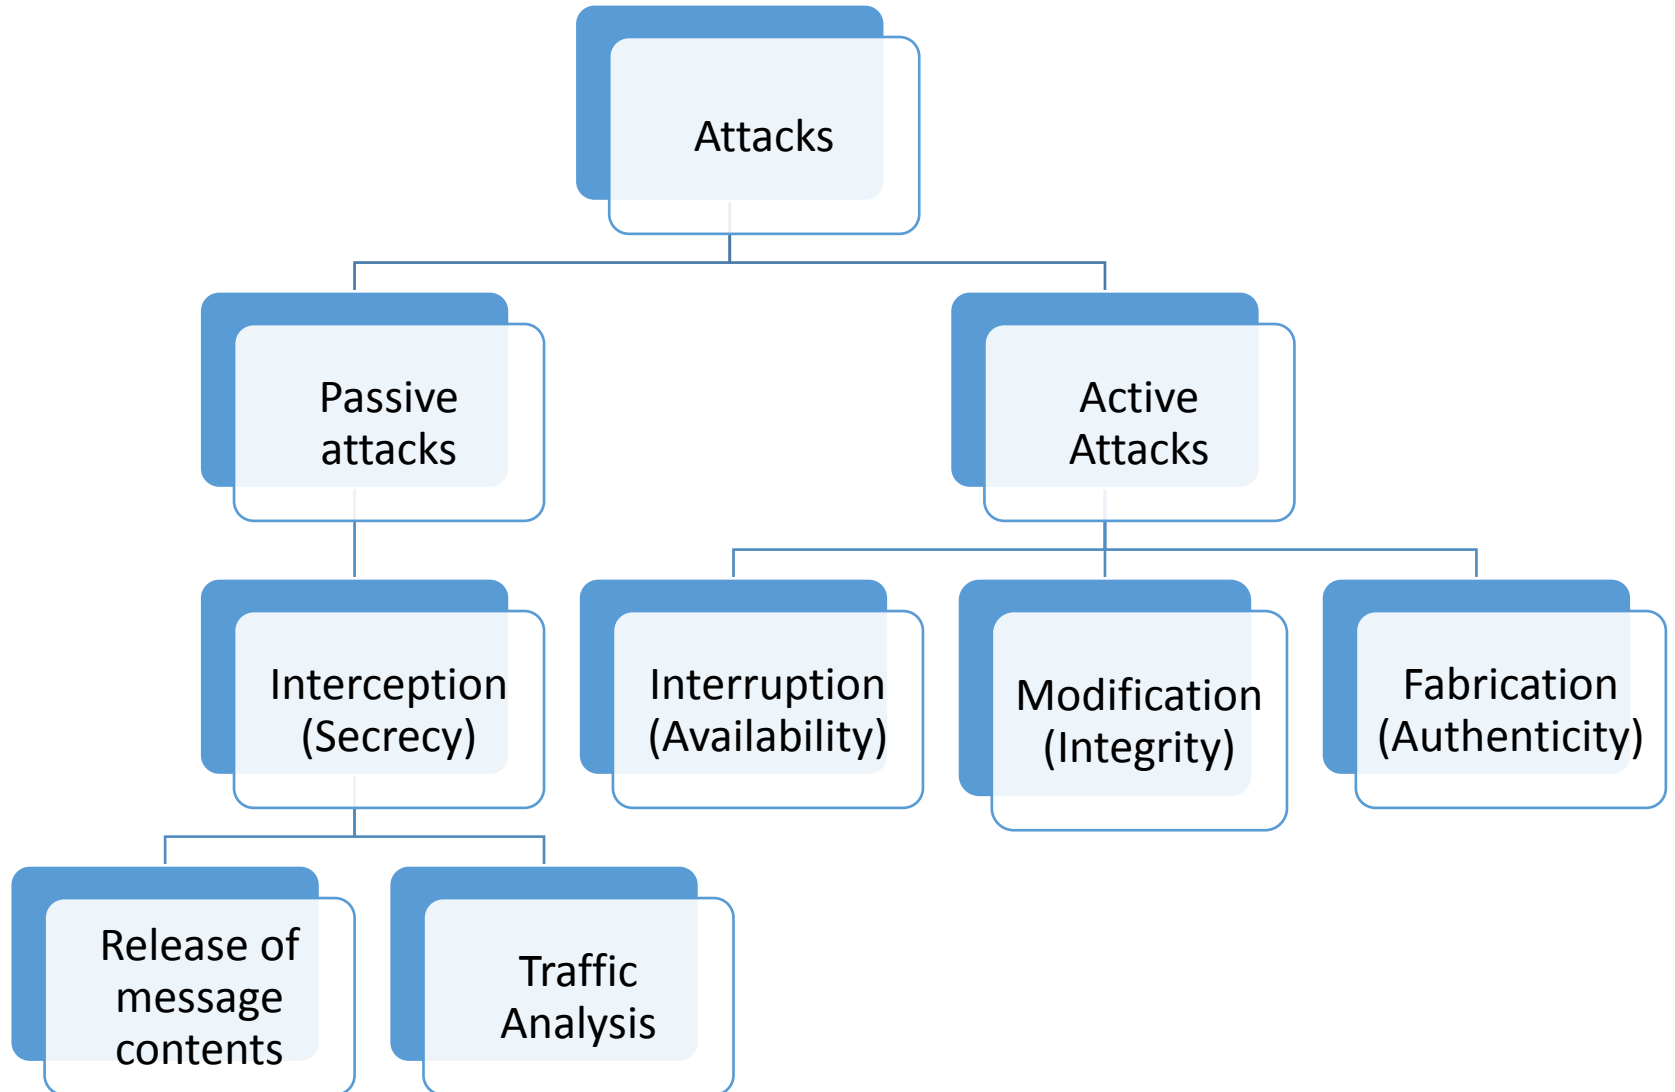 Attacks
Passive
attacks
Active
Attacks
Interception
(Secrecy)
Interruption
(Availability)
Modification
(Integrity)
Fabrication
(Authenticity)
Release of
message
contents
Traffic
Analysis